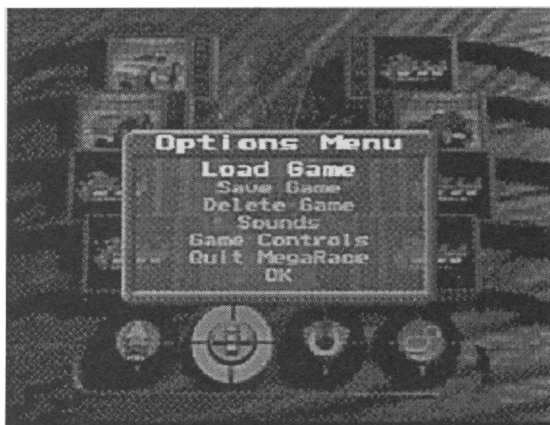 Options Menu
Load Game
Save Game
Delete Game
Sounds
Game Controls
Quit MegaRace
OK